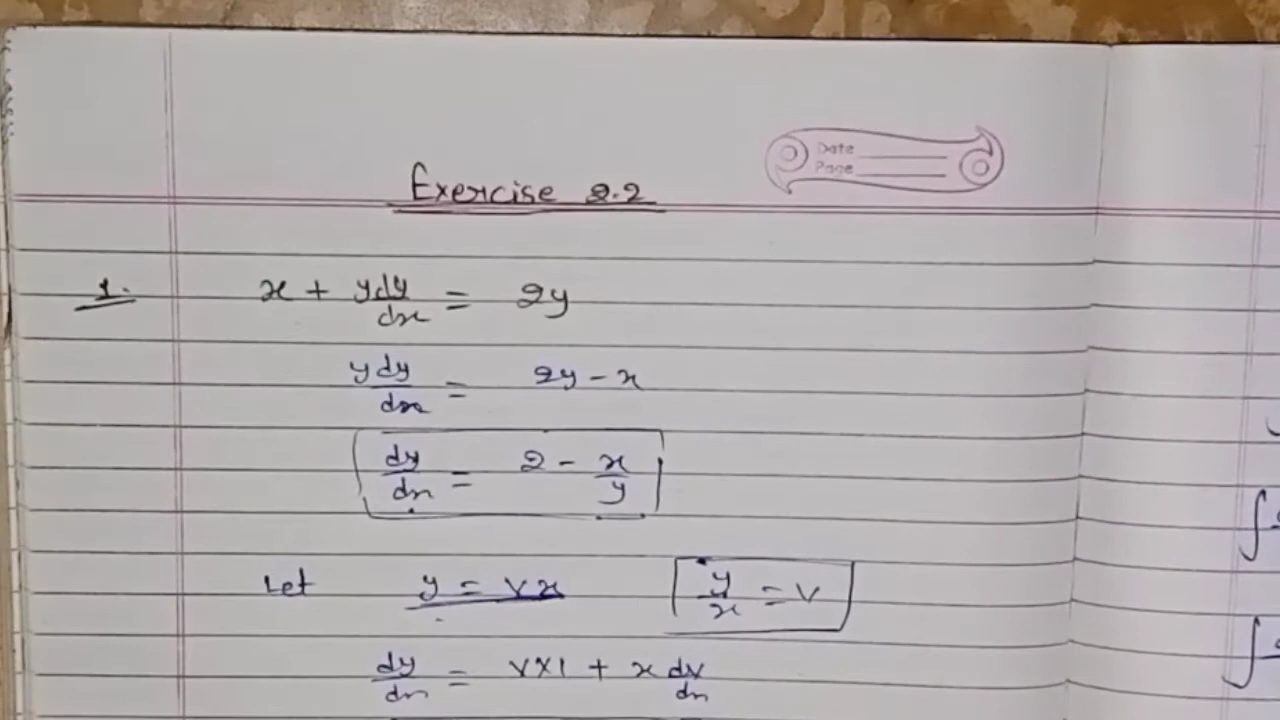 Date
Page
Exercise 2.2
1. x + y dy/dx = 2y
y dy/dx = 2y - x
dy/dx = 2 - x/y
Let y = vx y/x = v
dy/dx = v×1 + x dv/dx